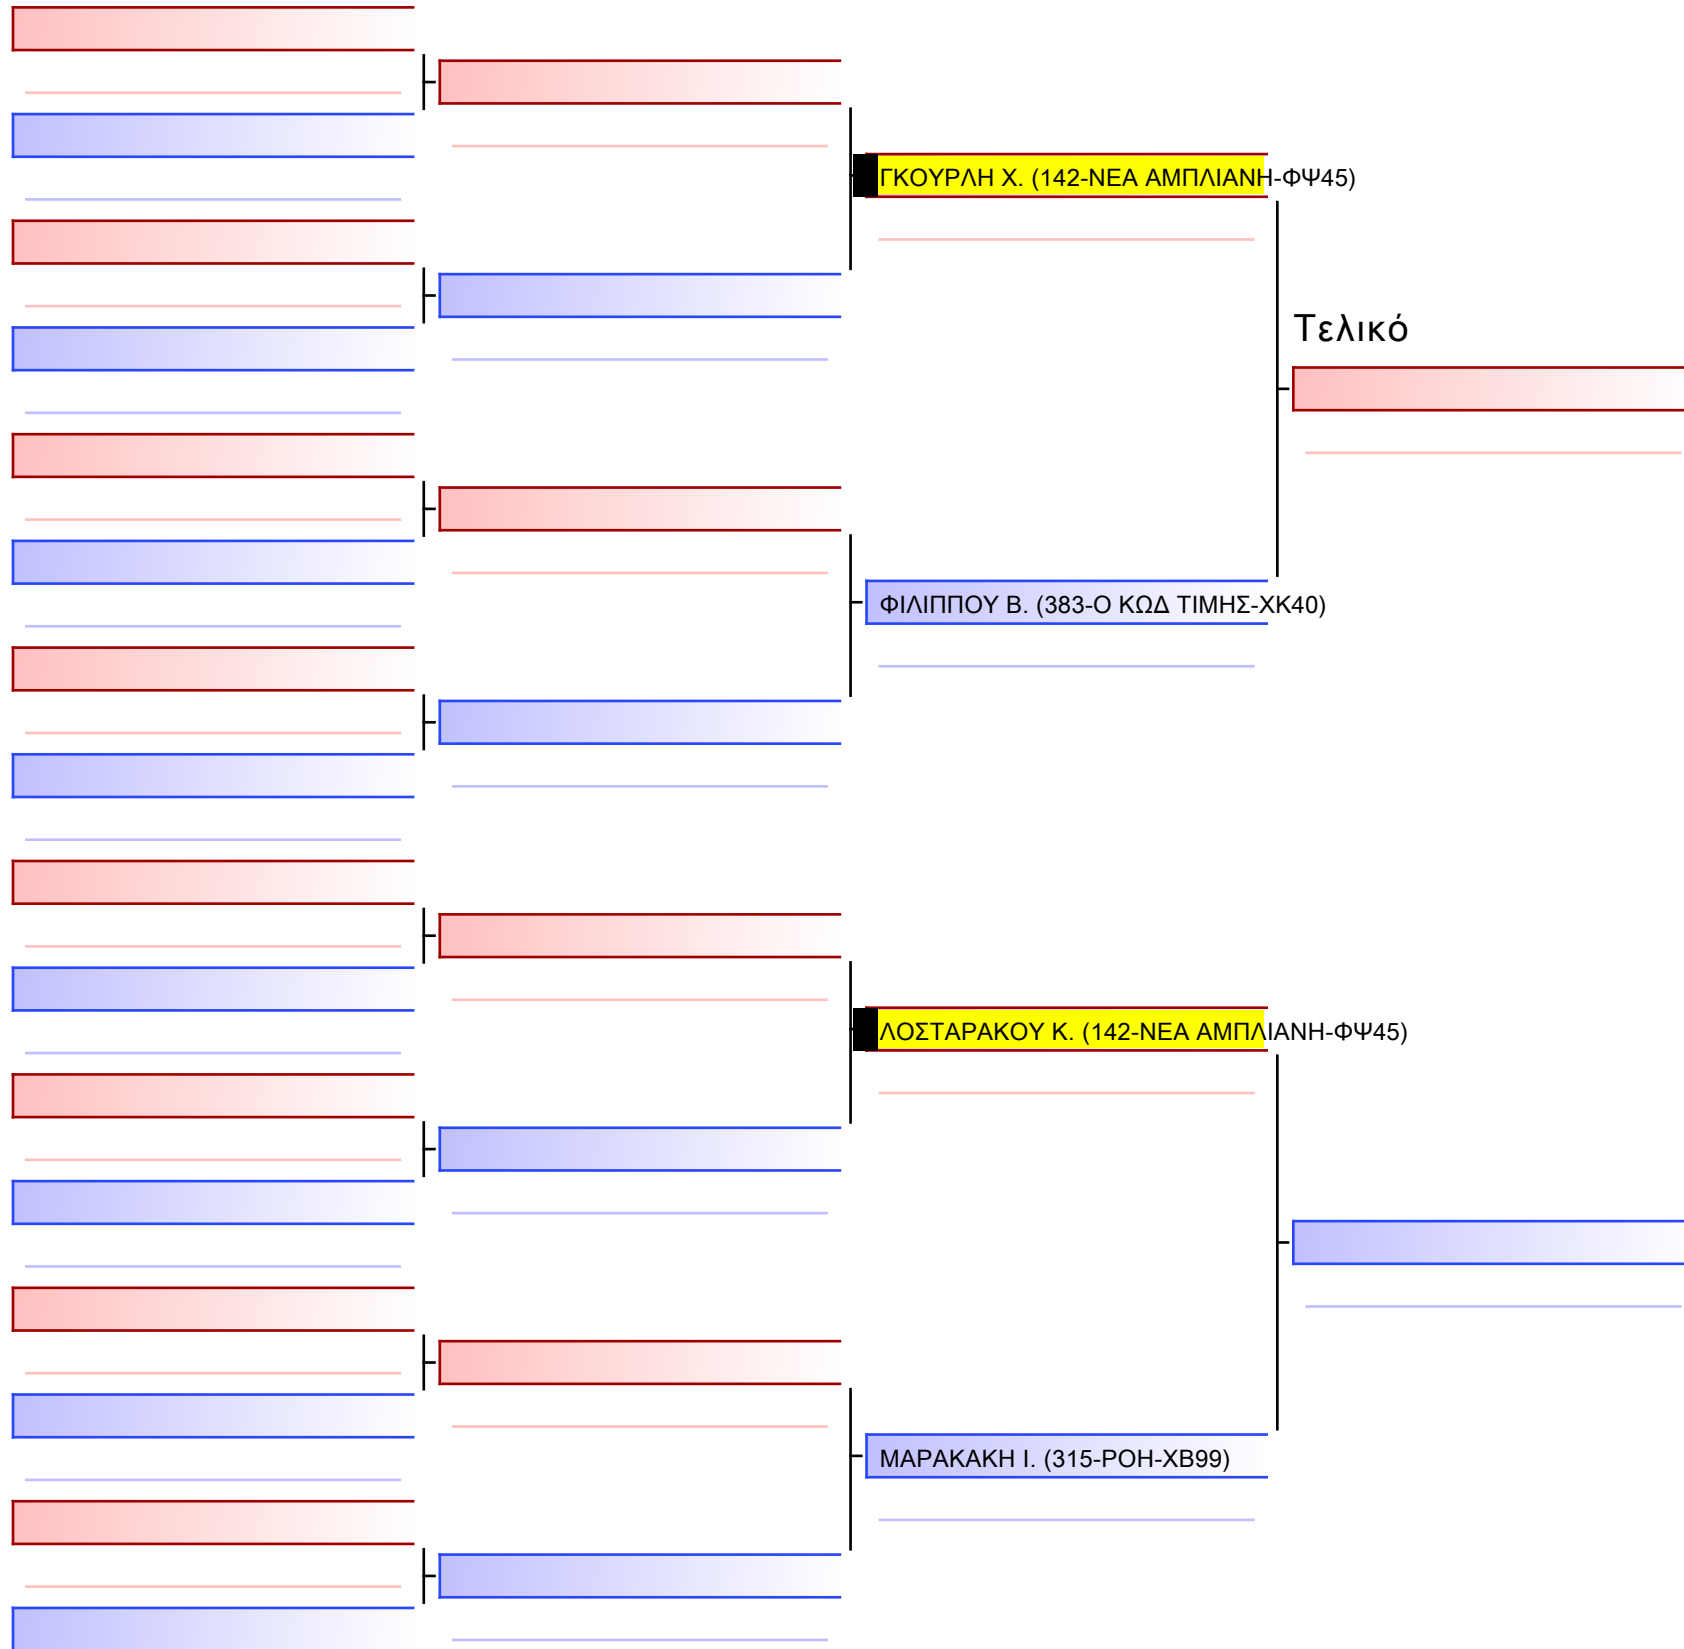 ΓΚΟΥΡΛΗ Χ. (142-ΝΕΑ ΑΜΠΛΙΑΝΗ-ΦΨ45)
Τελικό
ΦΙΛΙΠΠΟΥ Β. (383-Ο ΚΩΔ ΤΙΜΗΣ-ΧΚ40)
ΛΟΣΤΑΡΑΚΟΥ Κ. (142-ΝΕΑ ΑΜΠΛΙΑΝΗ-ΦΨ45)
ΜΑΡΑΚΑΚΗ Ι. (315-ΡΟΗ-ΧΒ99)